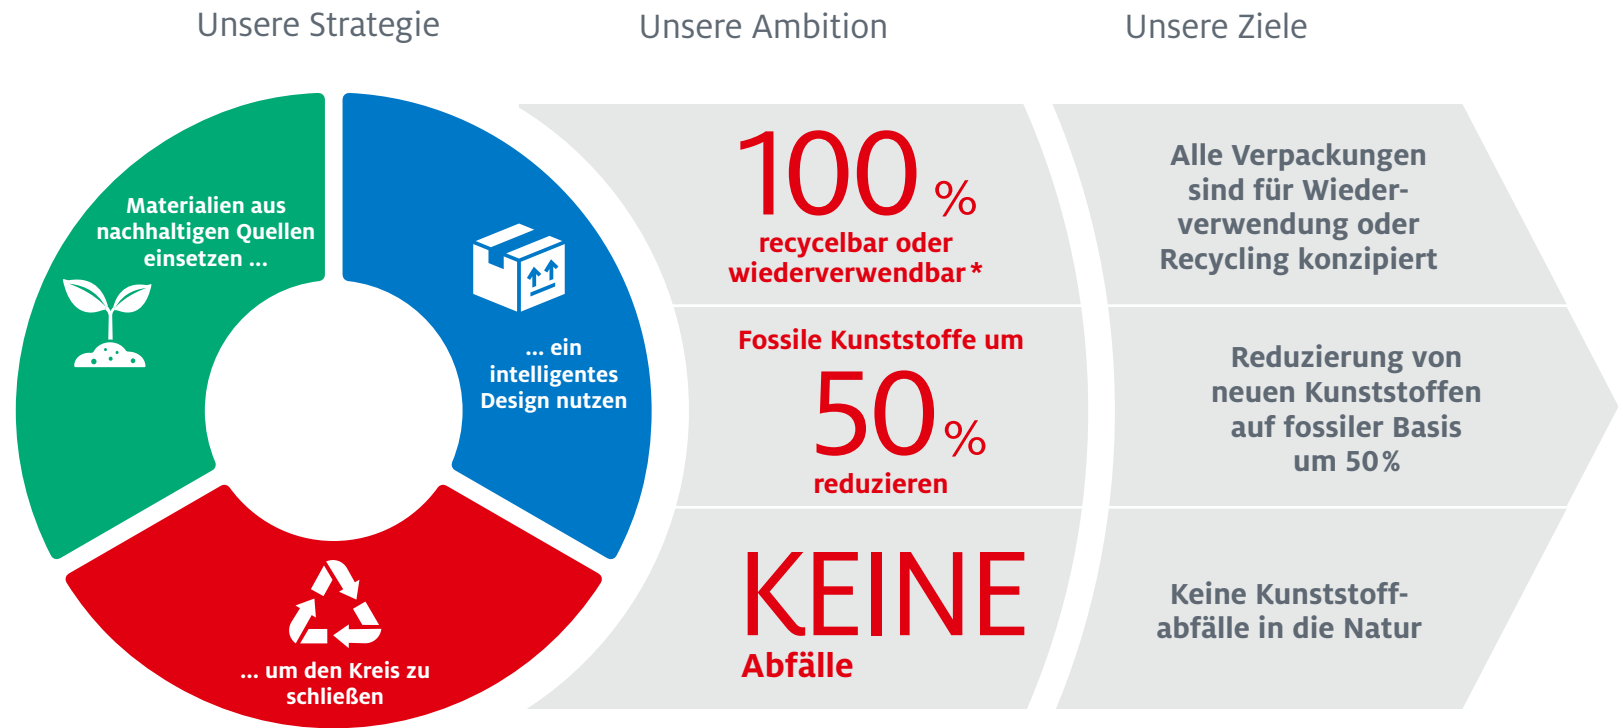 Unsere Strategie
Unsere Ambition
Unsere Ziele
Materialien aus
nachhaltigen Quellen
einsetzen ...
... ein
intelligentes
Design nutzen
... um den Kreis zu
schließen
100 %
recycelbar oder
wiederverwendbar*
Fossile Kunststoffe um
50 %
reduzieren
KEINE
Abfälle
Alle Verpackungen
sind für Wieder-
verwendung oder
Recycling konzipiert
Reduzierung von
neuen Kunststoffen
auf fossiler Basis
um 50%
Keine Kunststoff-
abfälle in die Natur